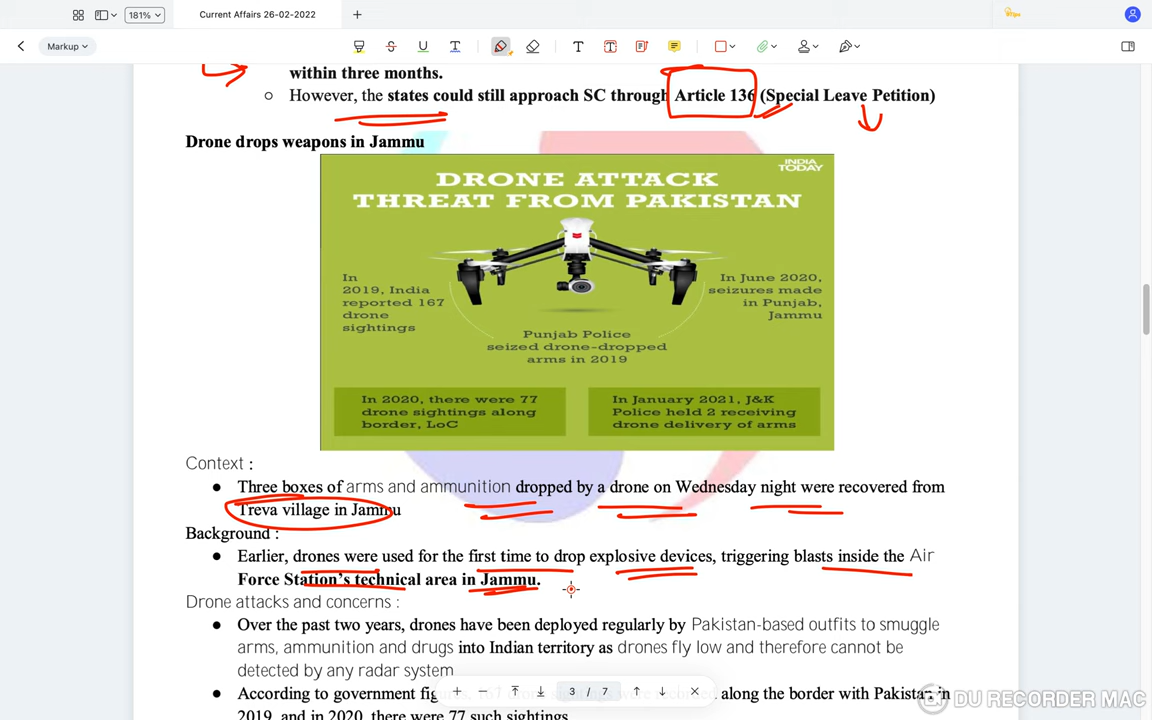 181%
Current Affairs 26-02-2022
Markup
within three months.
However, the states could still approach SC through Article 136 (Special Leave Petition)
Drone drops weapons in Jammu
INDIA
TODAY
DRONE ATTACK
THREAT FROM PAKISTAN
In
2019, India
reported 167
drone
sightings
In June 2020,
seizures made
in Punjab,
Jammu
Punjab Police
seized drone-dropped
arms in 2019
In 2020, there were 77
drone sightings along
border, LoC
In January 2021, J&K
Police held 2 receiving
drone delivery of arms
Context :
Three boxes of arms and ammunition dropped by a drone on Wednesday night were recovered from
Treva village in Jammu
Background :
Earlier, drones were used for the first time to drop explosive devices, triggering blasts inside the Air
Force Station's technical area in Jammu.
Drone attacks and concerns :
Over the past two years, drones have been deployed regularly by Pakistan-based outfits to smuggle
arms, ammunition and drugs into Indian territory as drones fly low and therefore cannot be
detected by any radar system
3 / 7
According to government along the border with Pakistan in
2019, and in 2020, there were 77 such sightings.
DU RECORDER MAC